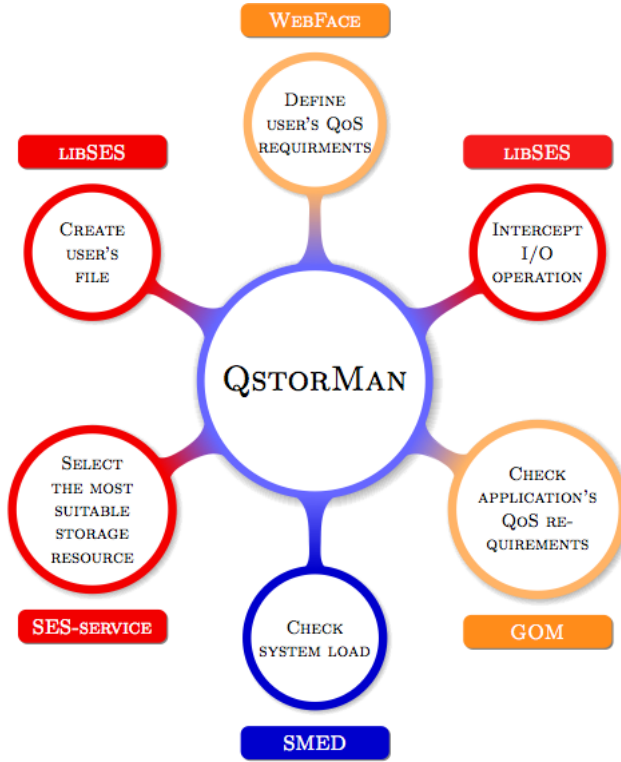 WebFace
Define
user's QoS
requirments
libSES
Create
user's
file
libSES
Intercept
I/O
operation
QstorMan
Select
the most
suitable
storage
resource
SES-service
Check
application's
QoS re-
quirements
GOM
Check
system load
SMED